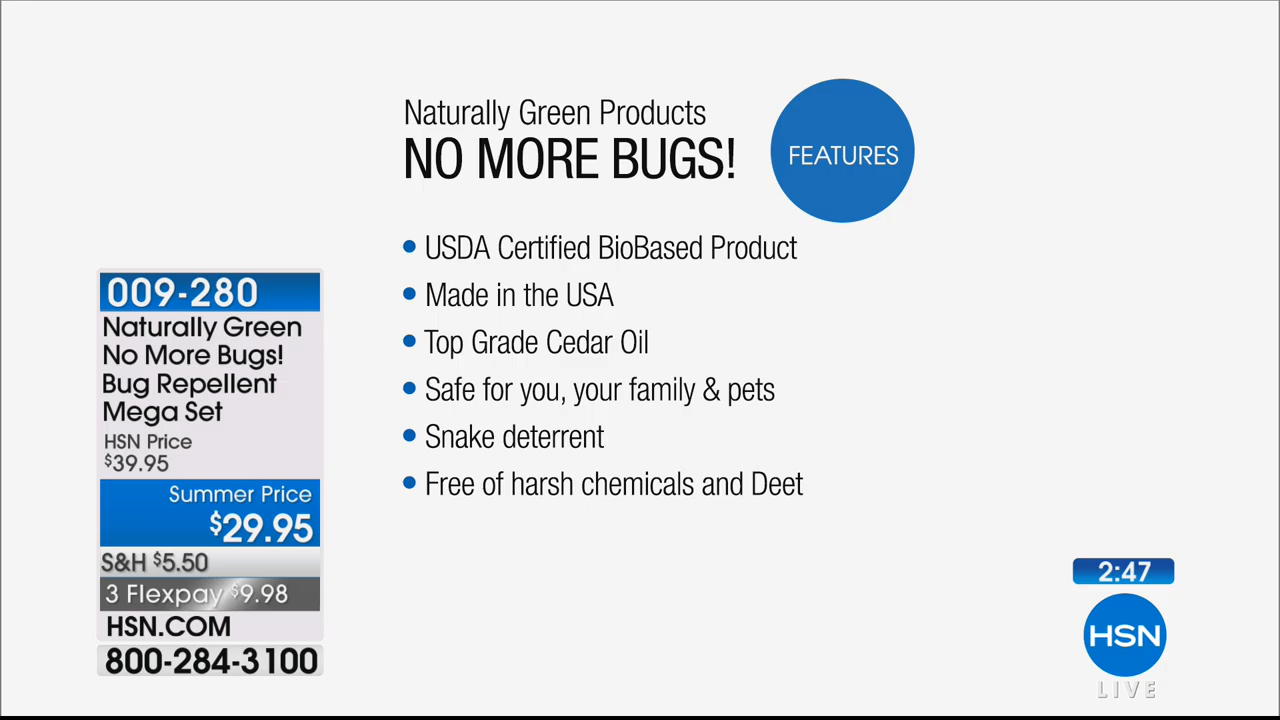 Naturally Green Products
NO MORE BUGS!
FEATURES
• USDA Certified BioBased Product
• Made in the USA
• Top Grade Cedar Oil
• Safe for you, your family & pets
• Snake deterrent
• Free of harsh chemicals and Deet
009-280
Naturally Green
No More Bugs!
Bug Repellent
Mega Set
HSN Price
$39.95
Summer Price
$29.95
S&H $5.50
3 Flexpay $9.98
HSN.COM
800-284-3100
2:47
HSN
LIVE